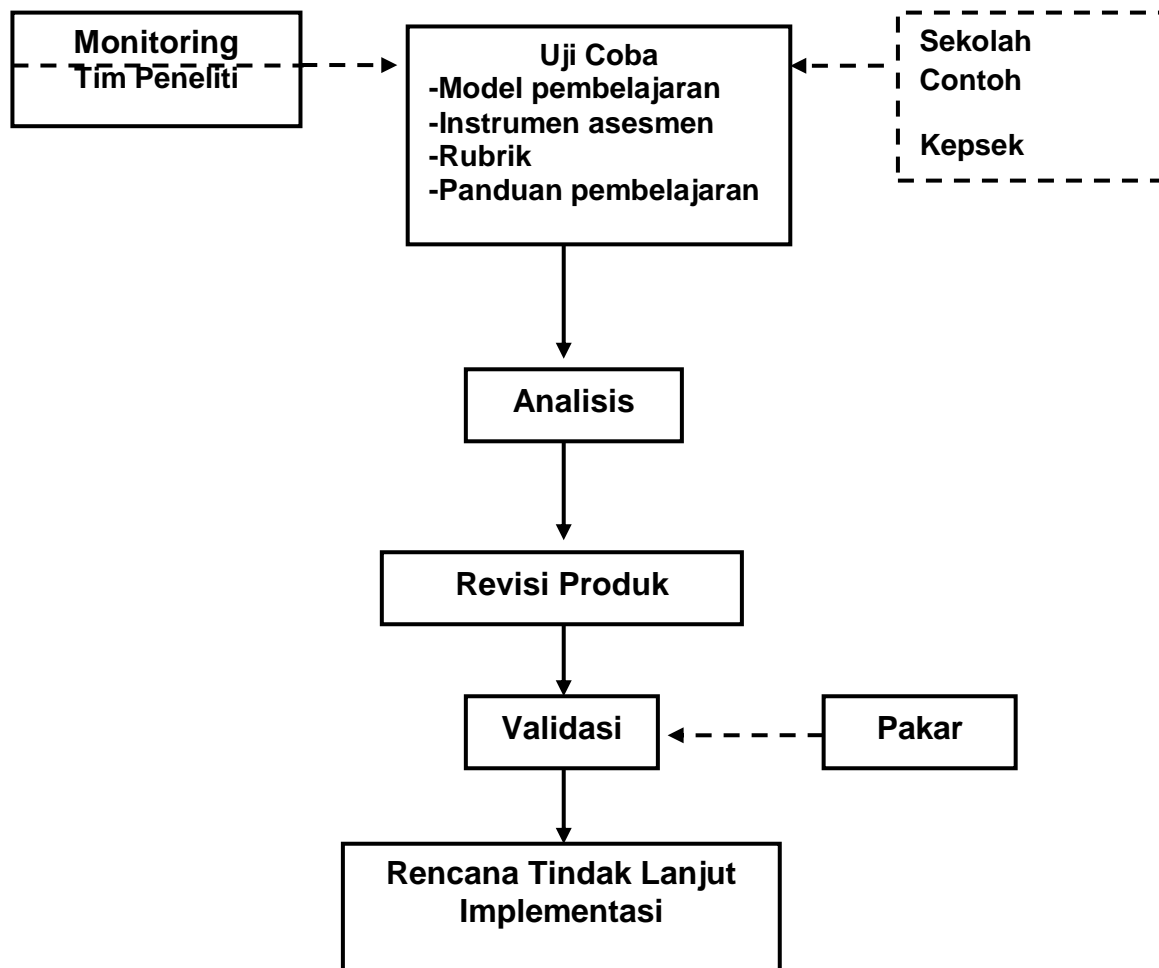 Monitoring
Tim Peneliti
Uji Coba
-Model pembelajaran
-Instrumen asesmen
-Rubrik
-Panduan pembelajaran
Sekolah
Contoh
Kepsek
Analisis
Revisi Produk
Validasi
Pakar
Rencana Tindak Lanjut
Implementasi